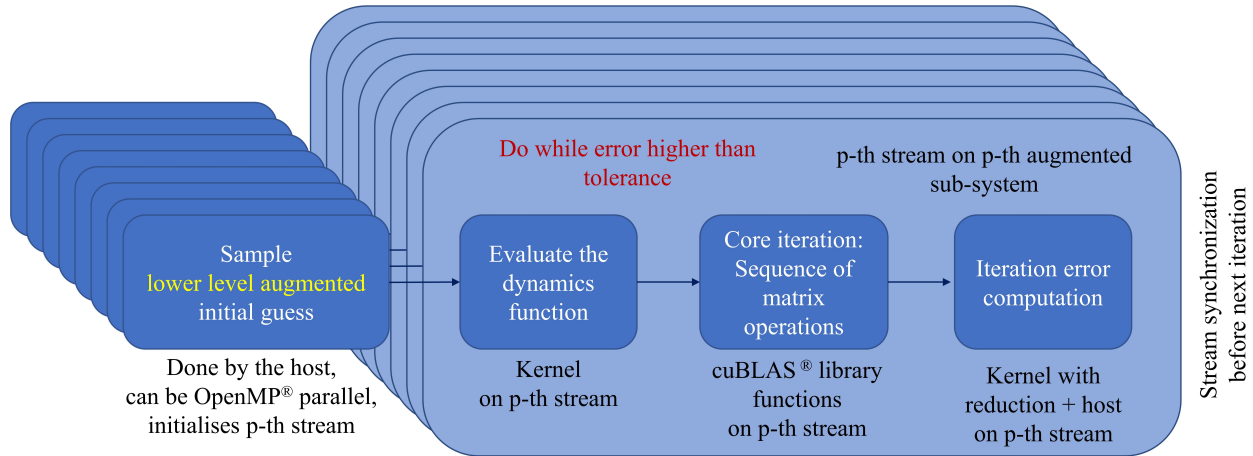 Do while error higher than
tolerance
p-th stream on p-th augmented
sub-system
Sample
lower level augmented
initial guess
Evaluate the
dynamics
function
Core iteration:
Sequence of
matrix
operations
Iteration error
computation
Done by the host,
can be OpenMP® parallel,
initialises p-th stream
Kernel
on p-th stream
cuBLAS ® library
functions
on p-th stream
Kernel with
reduction + host
on p-th stream
Stream synchronization
before next iteration